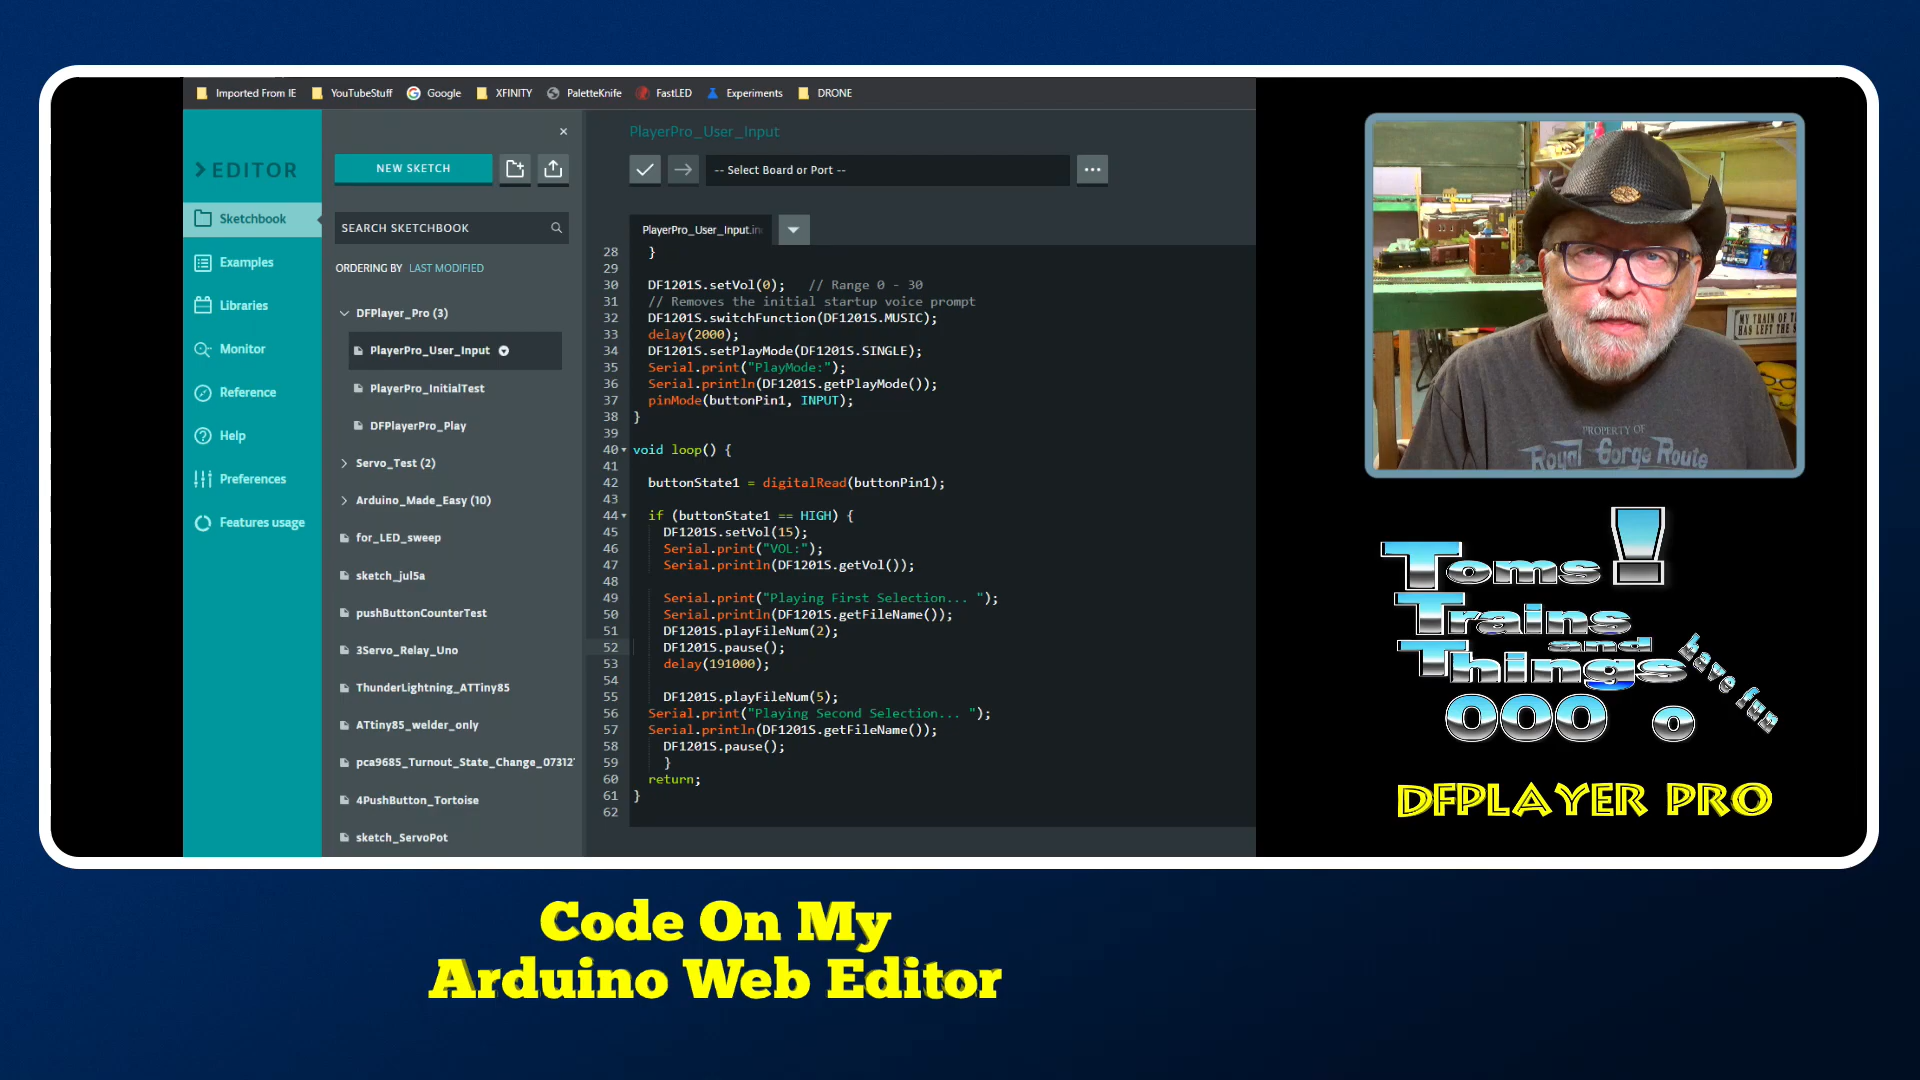 Imported From IE
YouTubeStuff
Google
XFINITY
PaletteKnife
FastLED
Experiments
DRONE
EDITOR
Sketchbook
Examples
Libraries
Monitor
Reference
Help
Preferences
Features usage
NEW SKETCH
SEARCH SKETCHBOOK
ORDERING BY LAST MODIFIED
DFPlayer_Pro (3)
PlayerPro_User_Input
PlayerPro_InitialTest
DFPlayerPro_Play
Servo_Test (2)
Arduino_Made_Easy (10)
for_LED_sweep
sketch_jul5a
pushButtonCounterTest
3Servo_Relay_Uno
ThunderLightning_ATTiny85
ATtiny85_welder_only
pca9685_Turnout_State_Change_07312
4PushButton_Tortoise
sketch_ServoPot
PlayerPro_User_Input
-- Select Board or Port --
...
PlayerPro_User_Input.in
28 }
29
30 DF1201S.setVol(0); // Range 0 - 30
31 // Removes the initial startup voice prompt
32 DF1201S.switchFunction(DF1201S.MUSIC);
33 delay(2000);
34 DF1201S.setPlayMode(DF1201S.SINGLE);
35 Serial.print("PlayMode:");
36 Serial.println(DF1201S.getPlayMode());
37 pinMode(buttonPin1, INPUT);
38 }
39
40 void loop() {
41
42 buttonState1 = digitalRead(buttonPin1);
43
44 if (buttonState1 == HIGH) {
45 DF1201S.setVol(15);
46 Serial.print("VOL:");
47 Serial.println(DF1201S.getVol());
48
49 Serial.print("Playing First Selection... ");
50 Serial.println(DF1201S.getFileName());
51 DF1201S.playFileNum(2);
52 DF1201S.pause();
53 delay(191000);
54
55 DF1201S.playFileNum(5);
56 Serial.print("Playing Second Selection... ");
57 Serial.println(DF1201S.getFileName());
58 DF1201S.pause();
59 }
60 return;
61 }
62
MY TRAIN OF T
HAS LEFT THE S
PROPERTY OF
Royal Gorge Route
Toms
Trains
and
Things
have fun
OOO o
DFPLAYER PRO
Code On My
Arduino Web Editor